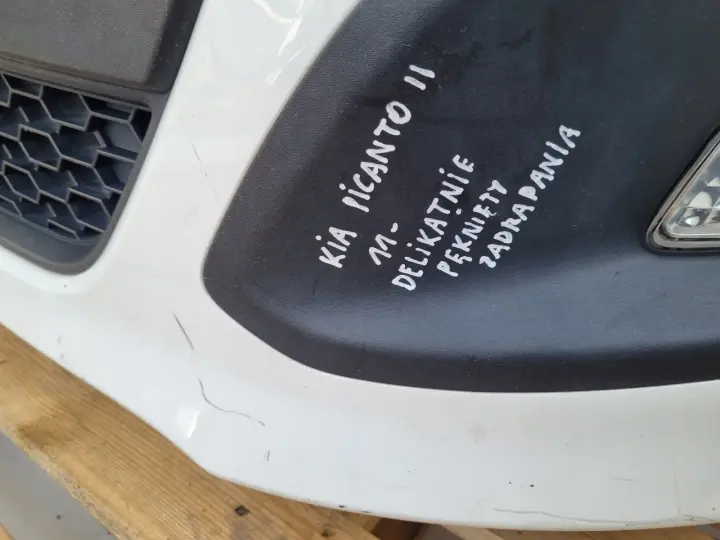 KIA PICANTO II
11-
DELIKATNIE
PĘKNIĘTY
ZADRAPANIA